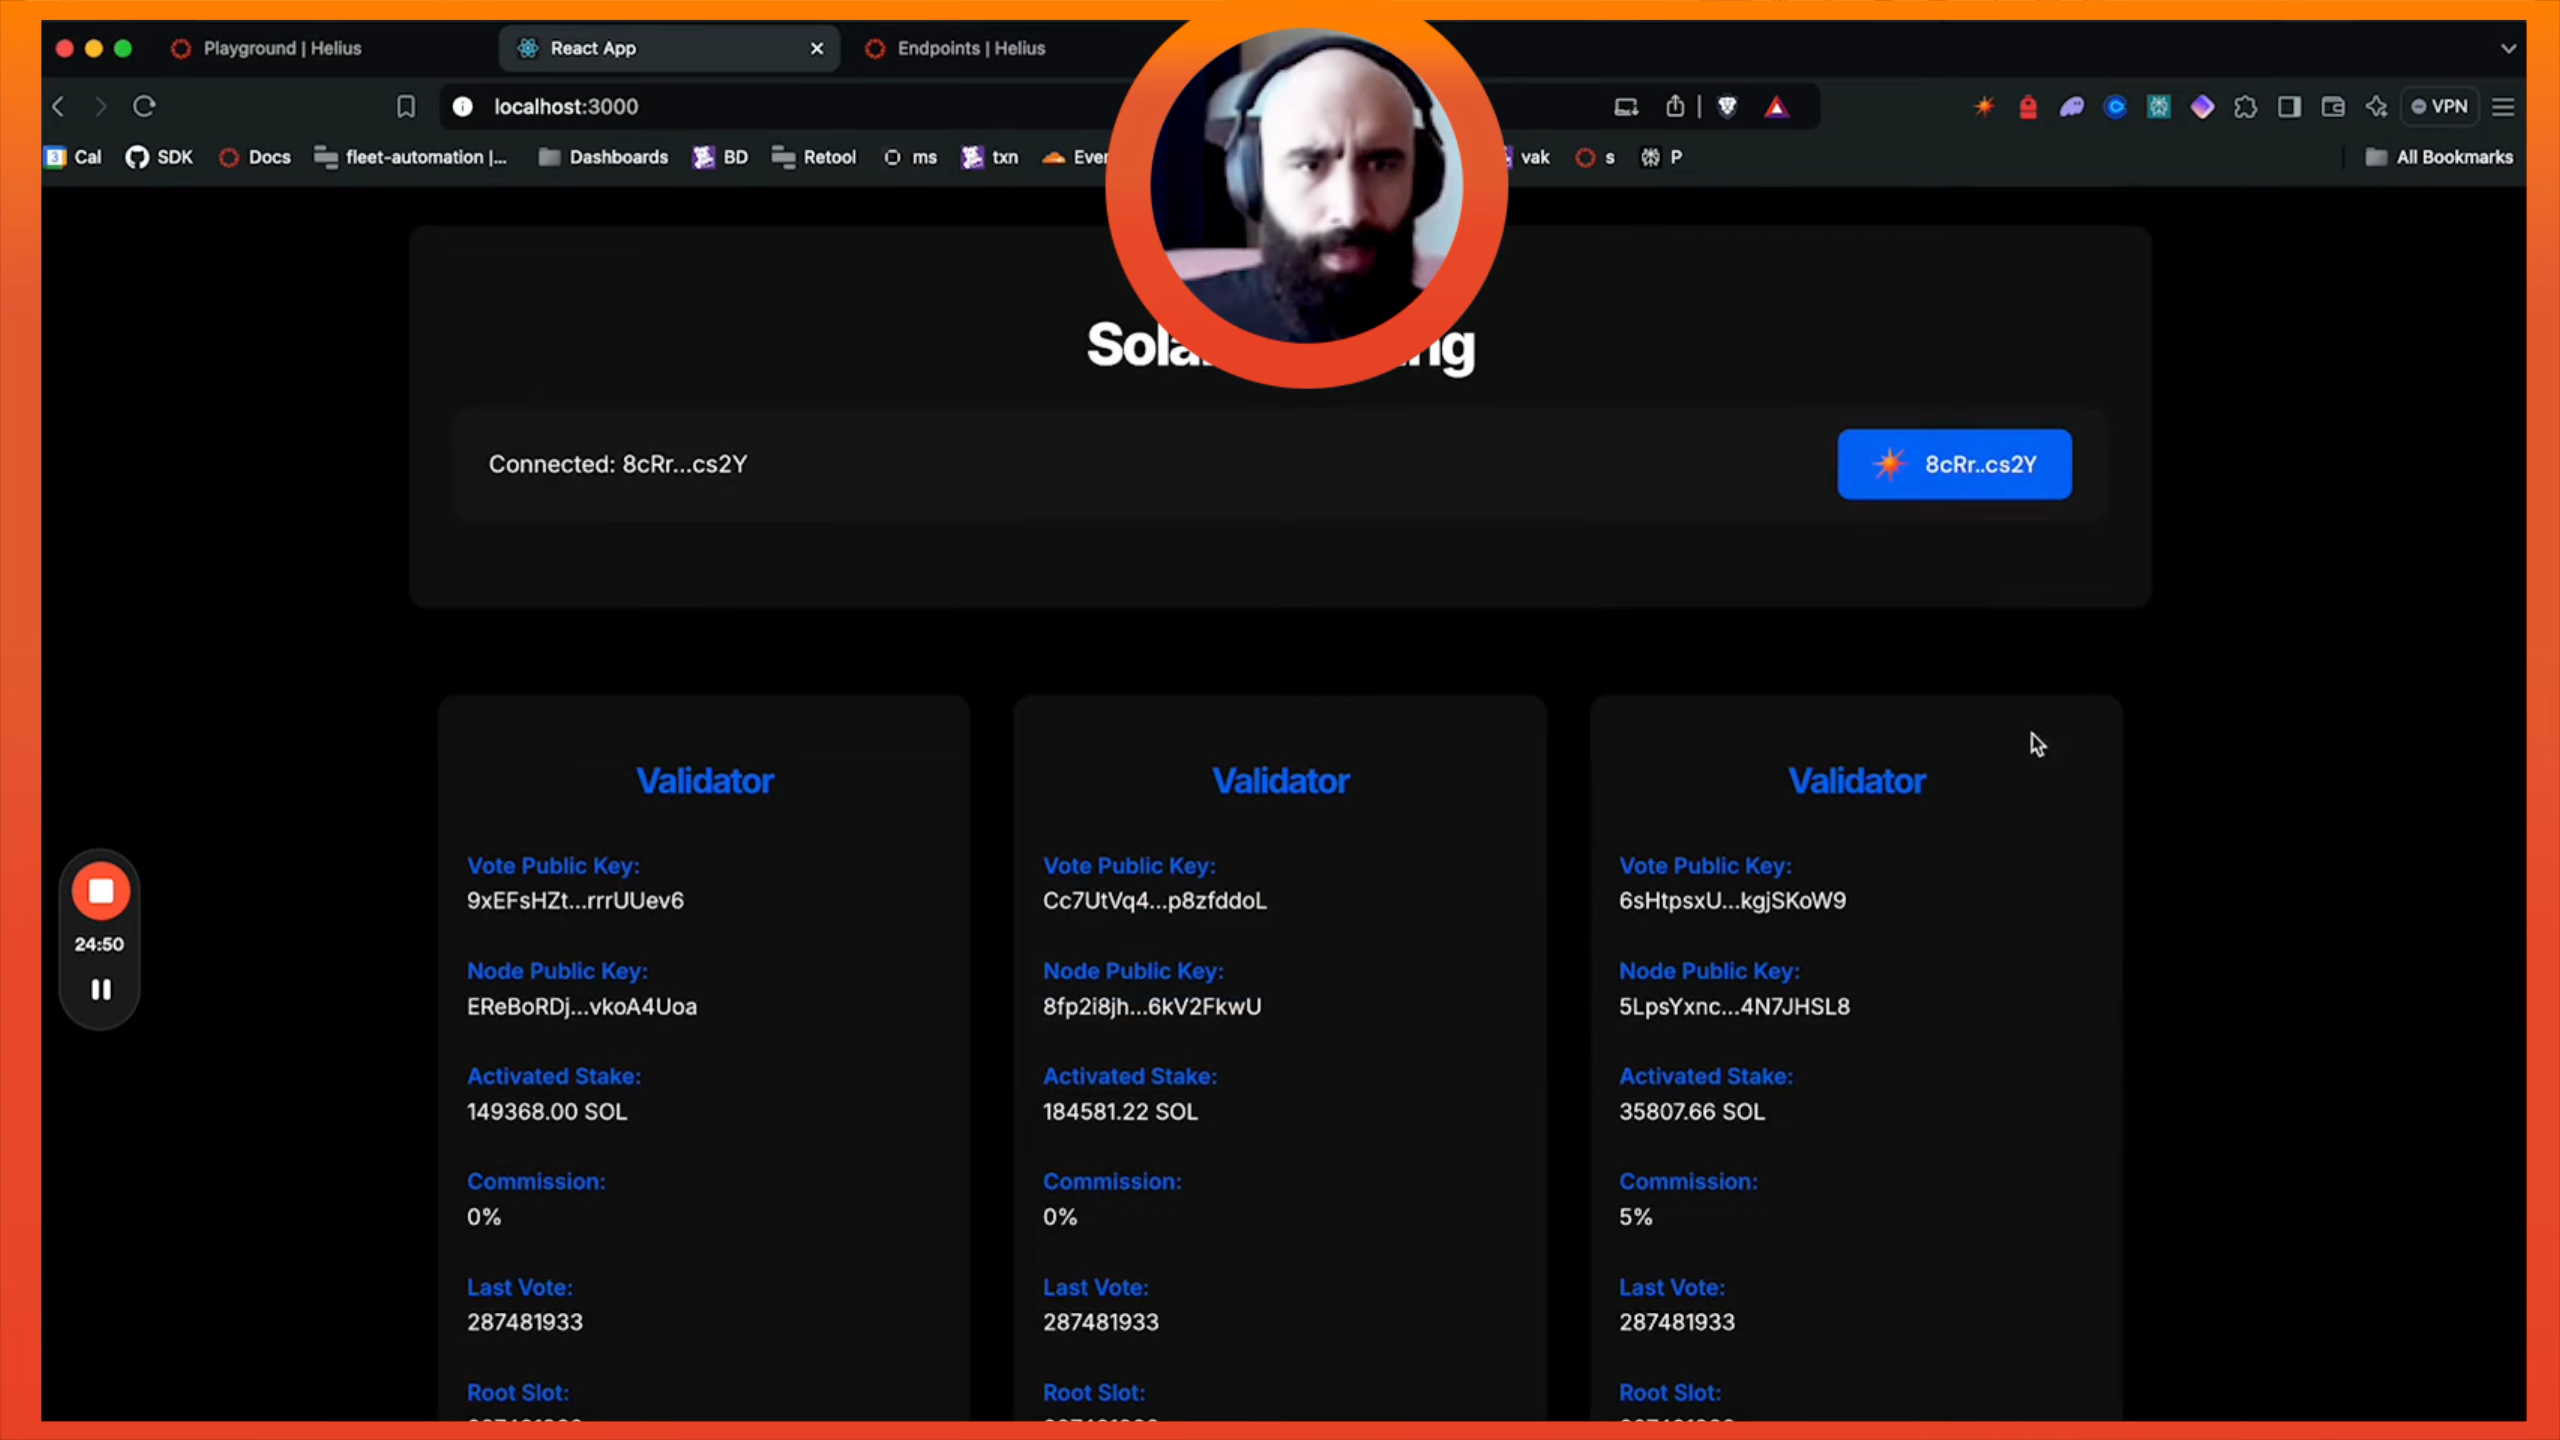 Playground | Helius
React App
Endpoints | Helius
localhost:3000
VPN
Cal
SDK
Docs
fleet-automation |...
Dashboards
BD
Retool
ms
txn
vak
s
P
All Bookmarks
Connected: 8cRr...cs2Y
8cRr..cs2Y
Validator
Vote Public Key:
9xEFsHZt...rrrUUev6
Node Public Key:
EReBoRDj...vkoA4Uoa
Activated Stake:
149368.00 SOL
Commission:
0%
Last Vote:
287481933
Root Slot:
Validator
Vote Public Key:
Cc7UtVq4...p8zfddoL
Node Public Key:
8fp2i8jh...6kV2FkwU
Activated Stake:
184581.22 SOL
Commission:
0%
Last Vote:
287481933
Root Slot:
Validator
Vote Public Key:
6sHtpsxU...kgjSKoW9
Node Public Key:
5LpsYxnc...4N7JHSL8
Activated Stake:
35807.66 SOL
Commission:
5%
Last Vote:
287481933
Root Slot:
24:50